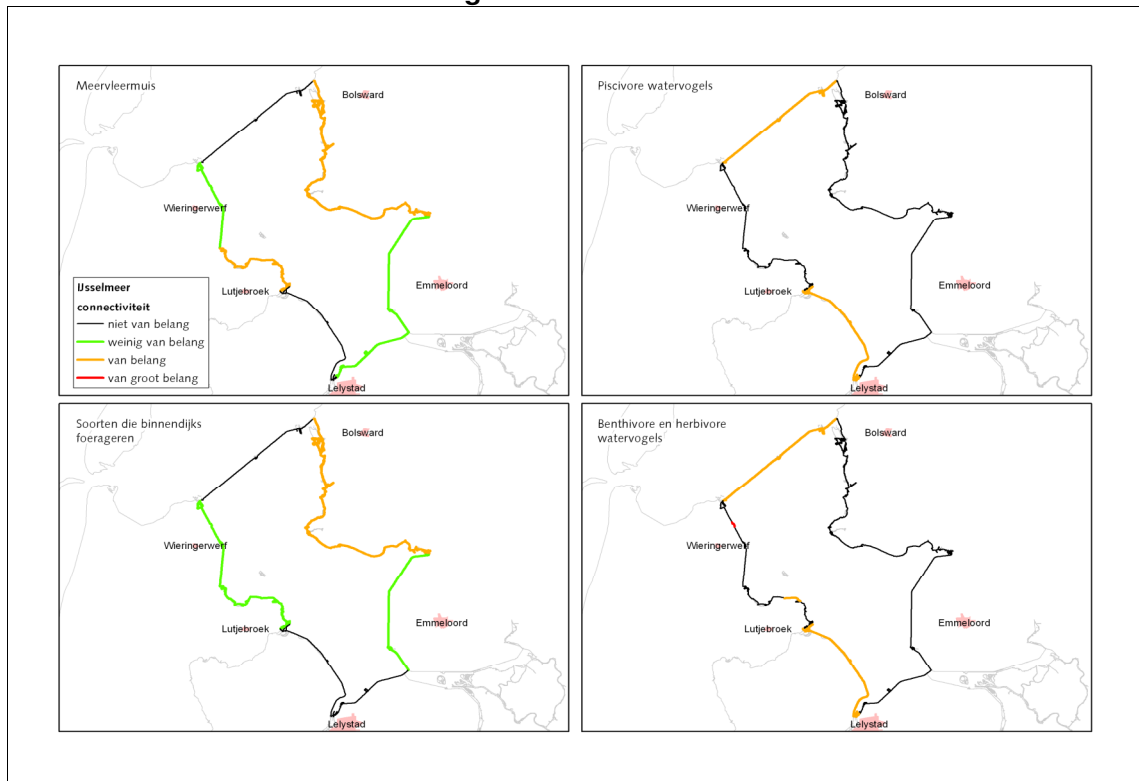 g
Meervleermuis
Bolsward
Wieringerwerf
Lutjebroek
Emmeloord
Lelystad
IJsselmeer
connectiviteit
niet van belang
weinig van belang
van belang
van groot belang
Piscivore watervogels
Bolsward
Wieringerwerf
Lutjebroek
Emmeloord
Lelystad
Soorten die binnendijks
foerageren
Bolsward
Wieringerwerf
Lutjebroek
Emmeloord
Lelystad
Benthivore en herbivore
watervogels
Bolsward
Wieringerwerf
Lutjebroek
Emmeloord
Lelystad